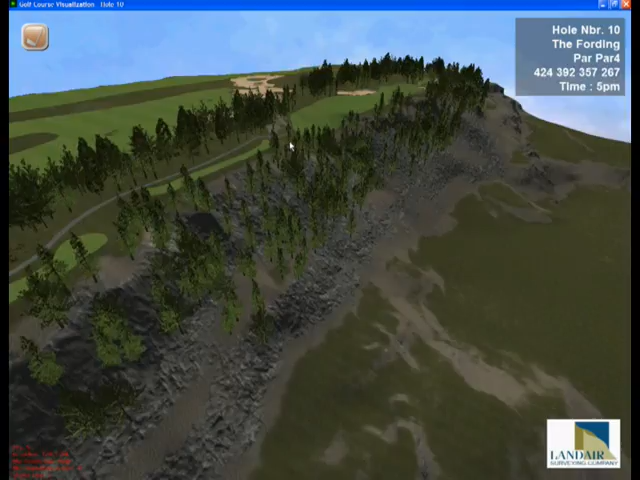 Golf Course Visualization - Hole 10
Hole Nbr. 10
The Fording
Par Par4
424 392 357 267
Time : 5pm
LANDAIR
SURVEYING COMPANY